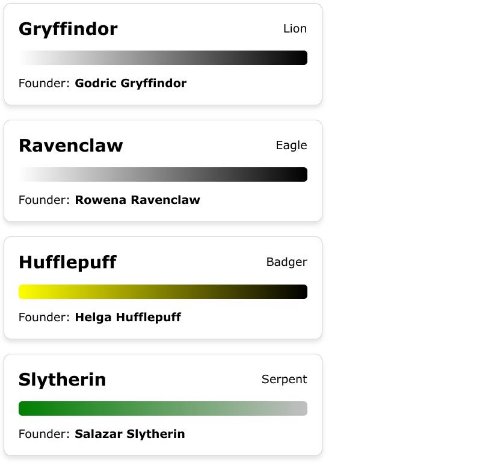 Gryffindor Lion
Founder: Godric Gryffindor
Ravenclaw Eagle
Founder: Rowena Ravenclaw
Hufflepuff Badger
Founder: Helga Hufflepuff
Slytherin Serpent
Founder: Salazar Slytherin